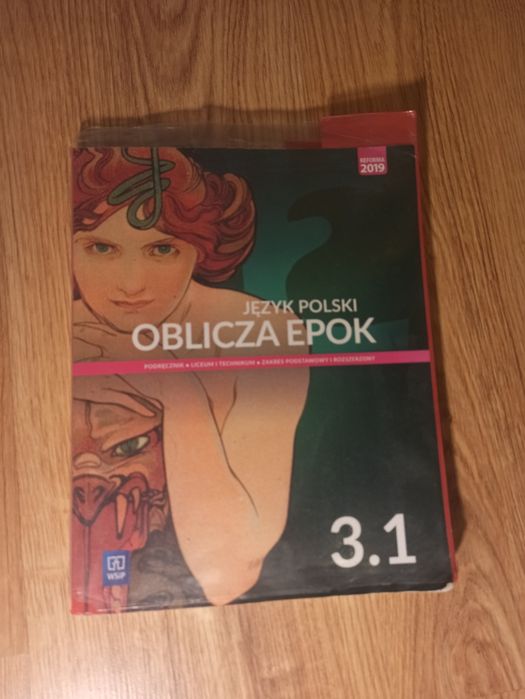 REFORMA
2019
JĘZYK POLSKI
OBLICZA EPOK
PODRĘCZNIK • LICEUM I TECHNIKUM • ZAKRES PODSTAWOWY I ROZSZERZONY
3.1
WSiP